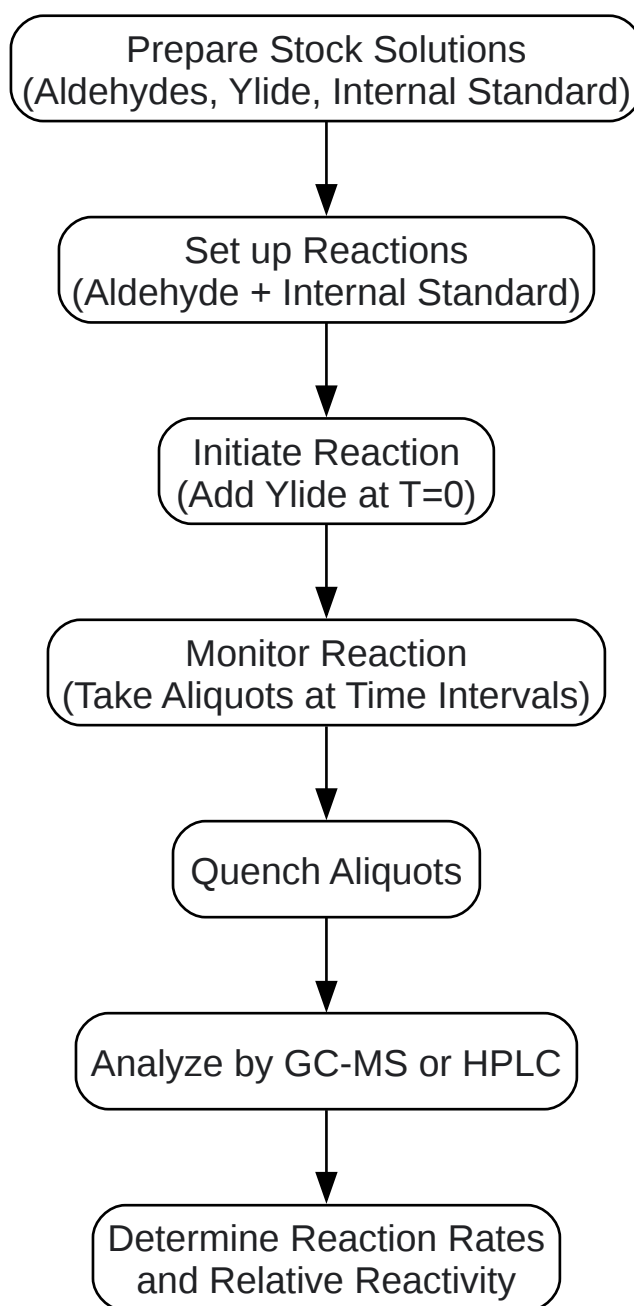 Prepare Stock Solutions
(Aldehydes, Ylide, Internal Standard)
Set up Reactions
(Aldehyde + Internal Standard)
Initiate Reaction
(Add Ylide at T=0)
Monitor Reaction
(Take Aliquots at Time Intervals)
Quench Aliquots
Analyze by GC-MS or HPLC
Determine Reaction Rates
and Relative Reactivity